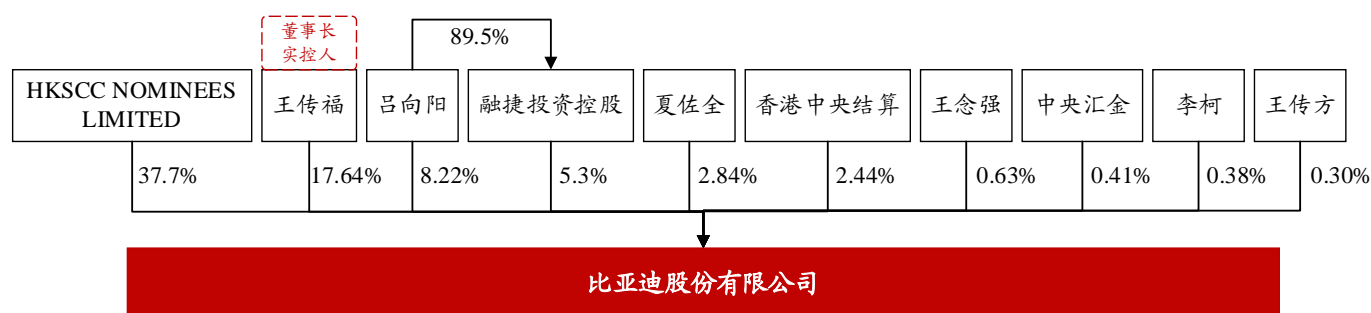 董事长
实控人
89.5%
HKSCC NOMINEES
LIMITED
王传福
吕向阳
融捷投资控股
夏佐全
香港中央结算
王念强
中央汇金
李柯
王传方
37.7%
17.64%
8.22%
5.3%
2.84%
2.44%
0.63%
0.41%
0.38%
0.30%
比亚迪股份有限公司